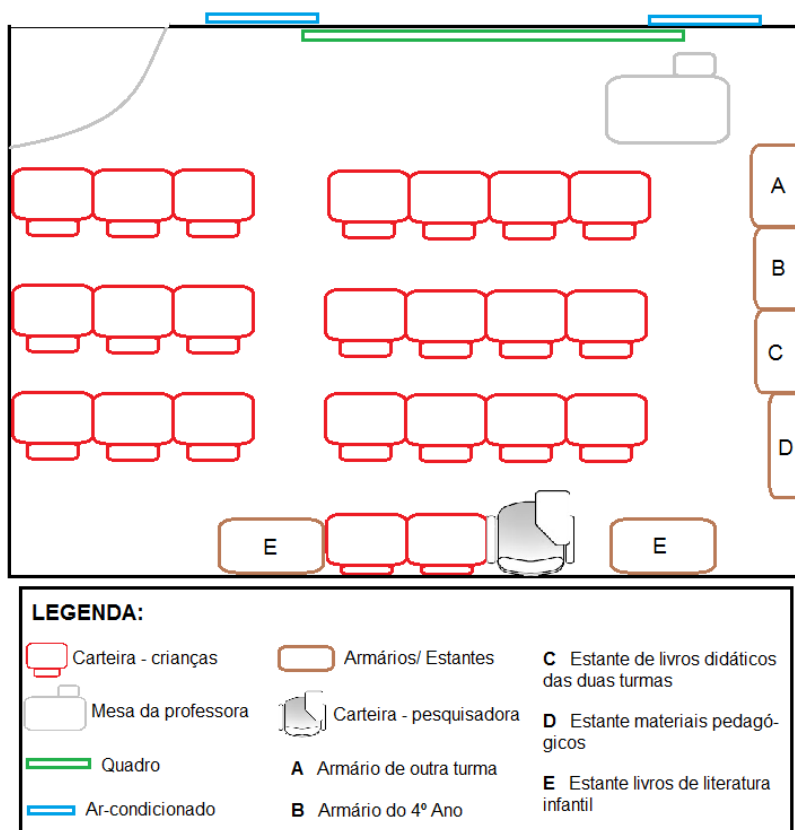 A
B
C
D
E
E
LEGENDA:
Carteira - crianças
Mesa da professora
Quadro
Ar-condicionado
Armários/ Estantes
Carteira - pesquisadora
A Armário de outra turma
B Armário do 4º Ano
C Estante de livros didáticos
das duas turmas
D Estante materiais pedagó-
gicos
E Estante livros de literatura
infantil